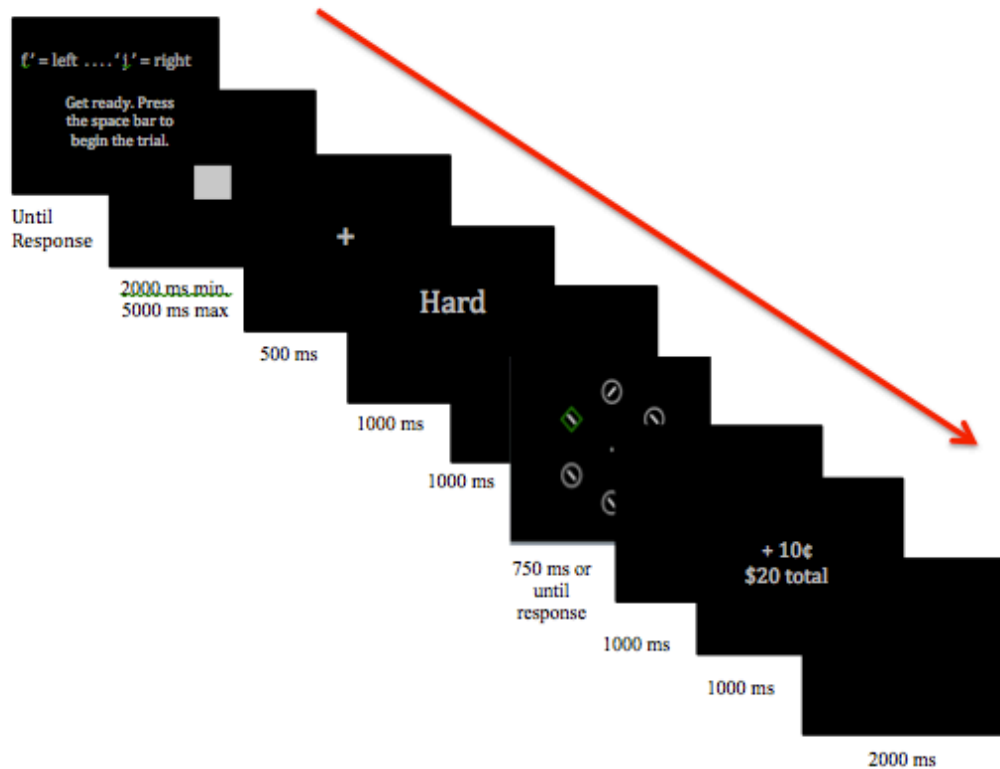 f' = left .... 'j' = right
Get ready. Press
the space bar to
begin the trial.
Until
Response
2000 ms min.
5000 ms max
+
500 ms
Hard
1000 ms
1000 ms
750 ms or
until
response
1000 ms
+ 10¢
$20 total
1000 ms
2000 ms